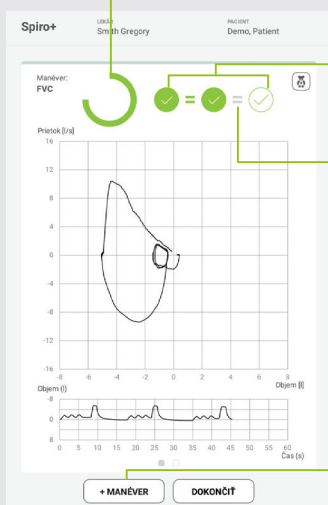 Spiro+
LEKÁR
Smith Gregory
PACIENT
Demo, Patient
Manéver:
FVC
Prietok [l/s]
16
12
8
4
0
-4
-8
-12
-16
-8 -6 -4 -2 0 2 4 6 8
Objem (l)
Objem [l]
-8
0
8
0 5 10 15 20 25 30 35 40 45 50 55 60
Čas (s)
+ MANÉVER
DOKONČIŤ